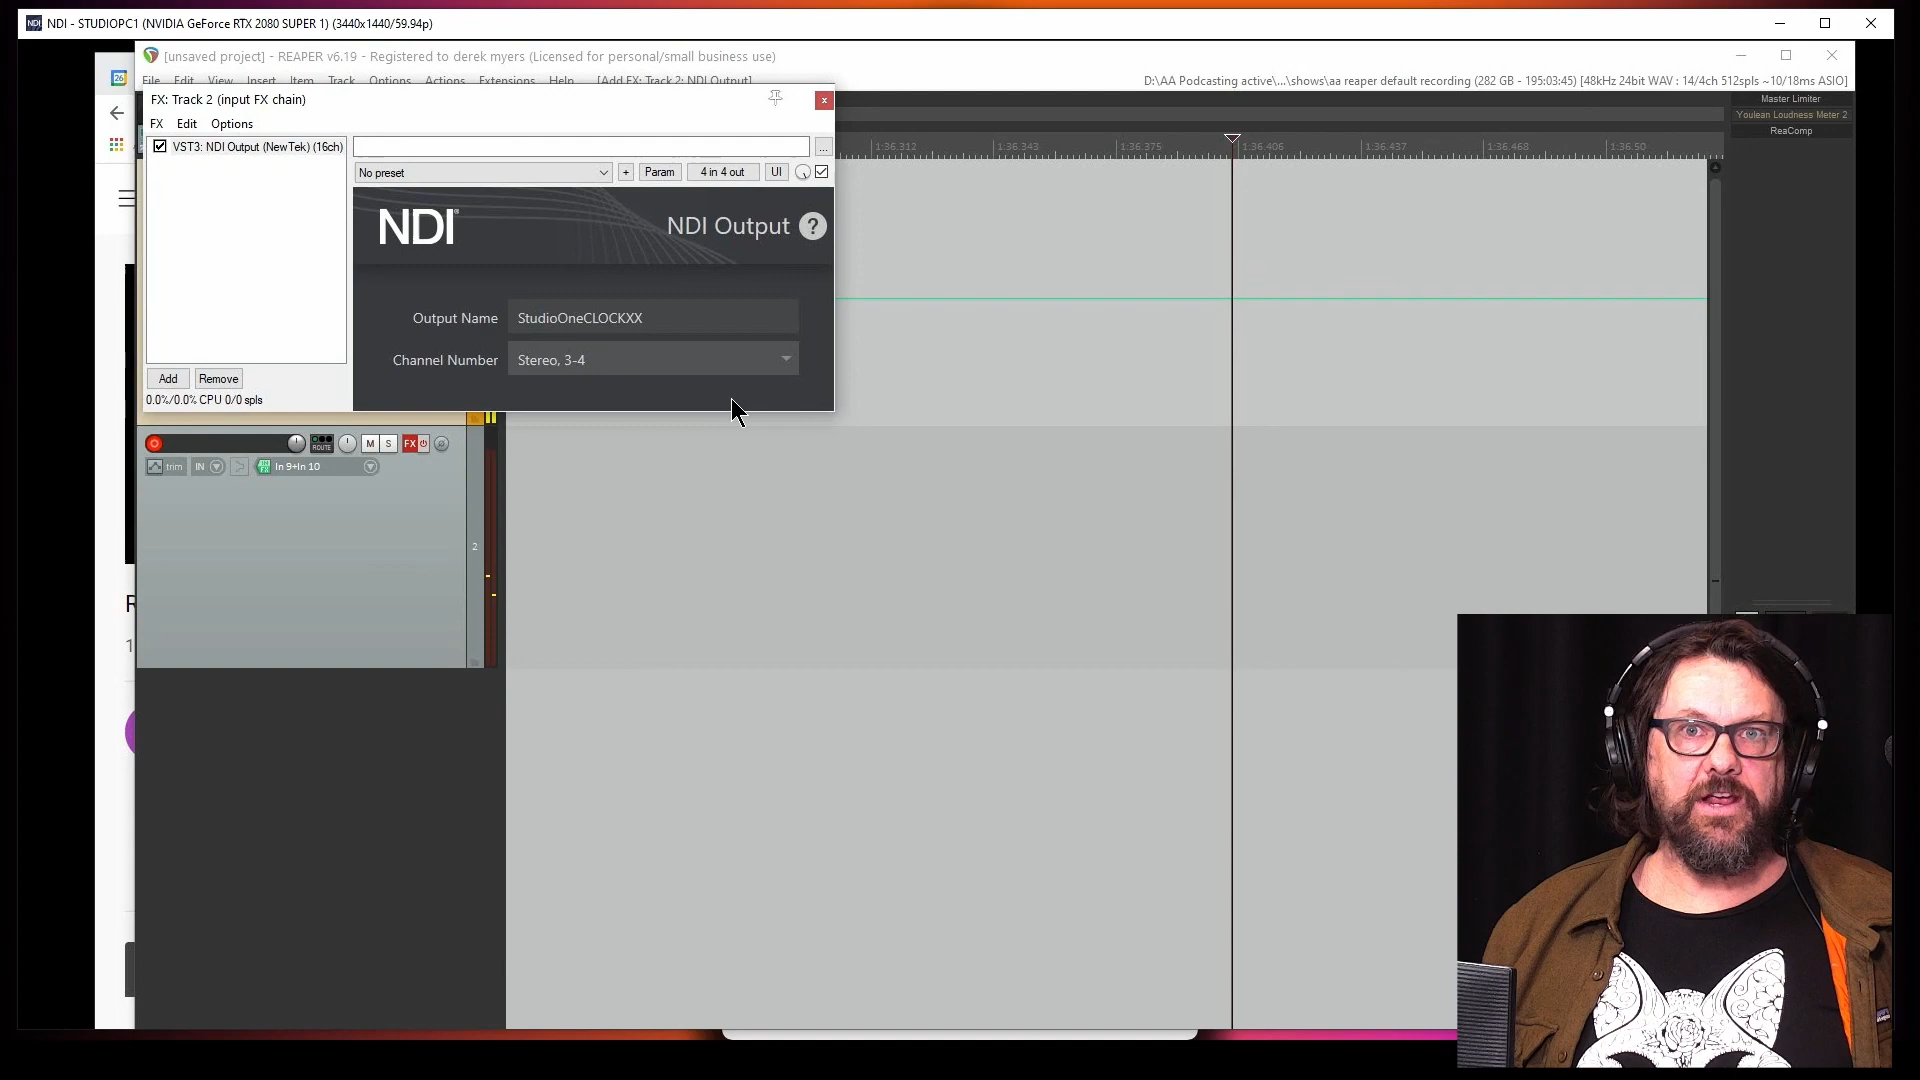 NDI - STUDIOPC1 (NVIDIA GeForce RTX 2080 SUPER 1) (3440x1440/59.94p)
[unsaved project] - REAPER v6.19 - Registered to derek myers (Licensed for personal/small business use)
File Edit View Insert Item Track Options Actions Extensions Help [Add FX: Track 2: NDI Output]
D:\AA Podcasting active\...\shows\aa reaper default recording (282 GB - 195:03:45) [48kHz 24bit WAV : 14/4ch 512spls ~10/18ms ASIO]
26
FX: Track 2 (input FX chain)
x
Master Limiter
Youlean Loudness Meter 2
ReaComp
FX Edit Options
VST3: NDI Output (NewTek) (16ch)
...
1:36.312 1:36.343 1:36.375 1:36.406 1:36.437 1:36.468 1:36.50
No preset
+
Param
4 in 4 out
UI
NDI
NDI Output
?
Output Name
StudioOneCLOCKXX
Channel Number
Stereo, 3-4
Add
Remove
0.0%/0.0% CPU 0/0 spls
ROUTE
M S
FX
trim
IN
IN FX
In 9+In 10
2
R
1